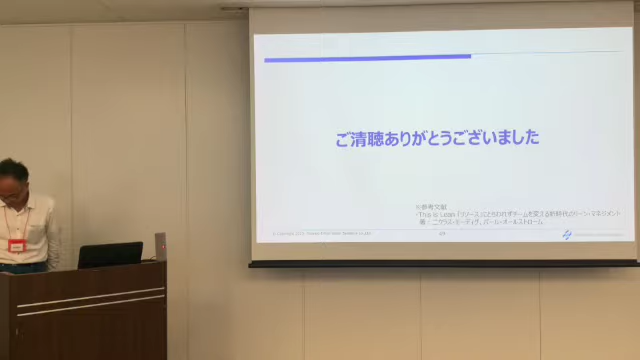 ご清聴ありがとうございました
※参考文献
・This is Lean 「リソース」にとらわれずチームを変える新時代のリーン・マネジメント
著：ニクラス・モーディグ、パール・オールストローム